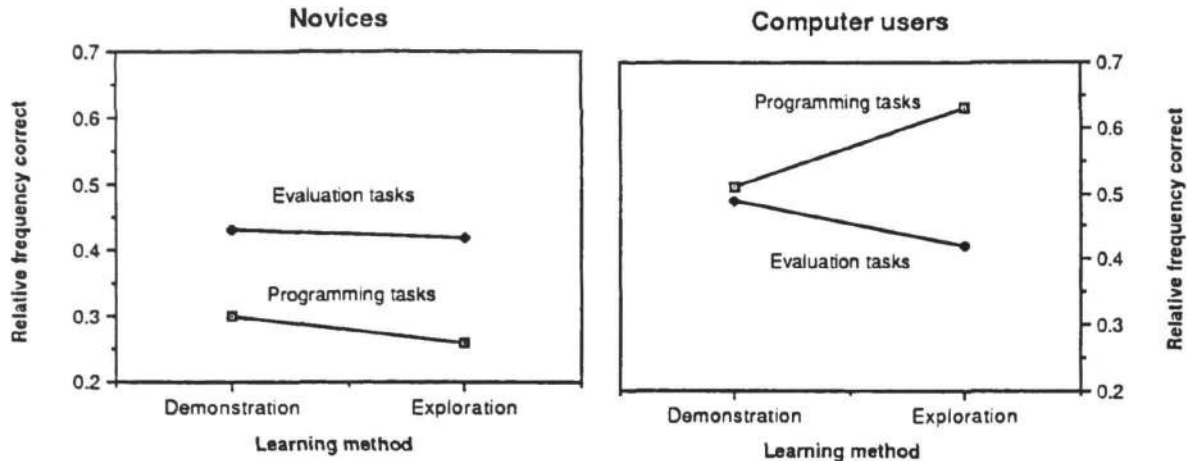 Novices
Relative frequency correct
0.7
0.6
0.5
0.4
0.3
0.2
Evaluation tasks
Programming tasks
Demonstration
Exploration
Learning method
Computer users
Programming tasks
Evaluation tasks
0.7
0.6
0.5
0.4
0.3
0.2
Relative frequency correct
Demonstration
Exploration
Learning method